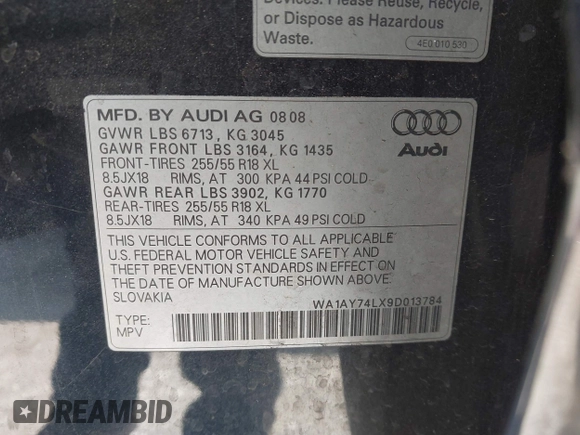 Devices. Please Reuse, Recycle,
or Dispose as Hazardous
Waste.
4E0 010 530
MFD. BY AUDI AG 08 08
GVWR LBS 6713, KG 3045
GAWR FRONT LBS 3164, KG 1435
FRONT-TIRES 255/55 R18 XL
8.5JX18 RIMS, AT 300 KPA 44 PSI COLD
GAWR REAR LBS 3902, KG 1770
REAR-TIRES 255/55 R18 XL
8.5JX18 RIMS, AT 340 KPA 49 PSI COLD
Audi
THIS VEHICLE CONFORMS TO ALL APPLICABLE
U.S. FEDERAL MOTOR VEHICLE SAFETY AND
THEFT PREVENTION STANDARDS IN EFFECT ON
THE DATE OF MANUFACTURE SHOWN ABOVE.
SLOVAKIA
WA1AY74LX9D013784
TYPE:
MPV
DREAMBID